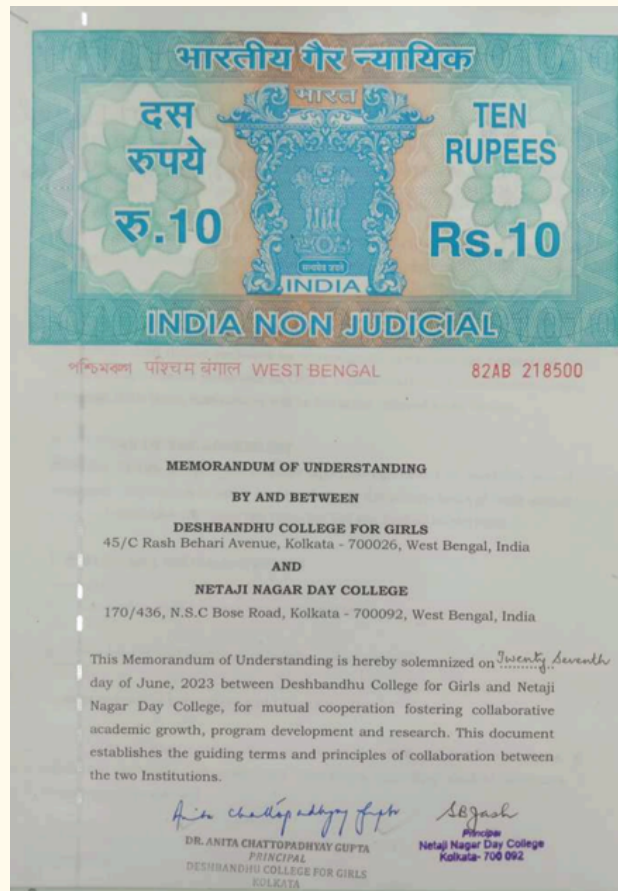 भारतीय गैर न्यायिक
भारत
दस
रुपये
रु.10
TEN
RUPEES
Rs.10
सत्यमेव जयते
INDIA
INDIA NON JUDICIAL
পশ্চিমবঙ্গ पश्चिम बंगाल WEST BENGAL 82AB 218500
MEMORANDUM OF UNDERSTANDING
BY AND BETWEEN
DESHBANDHU COLLEGE FOR GIRLS
45/C Rash Behari Avenue, Kolkata - 700026, West Bengal, India
AND
NETAJI NAGAR DAY COLLEGE
170/436, N.S.C Bose Road, Kolkata - 700092, West Bengal, India
This Memorandum of Understanding is hereby solemnized on Twenty Seventh
day of June, 2023 between Deshbandhu College for Girls and Netaji
Nagar Day College, for mutual cooperation fostering collaborative
academic growth, program development and research. This document
establishes the guiding terms and principles of collaboration between
the two Institutions.
Anita Chattopadhyay Gupta
DR. ANITA CHATTOPADHYAY GUPTA
PRINCIPAL
DESHBANDHU COLLEGE FOR GIRLS
KOLKATA
SBJash
Principal
Netaji Nagar Day College
Kolkata- 700 092